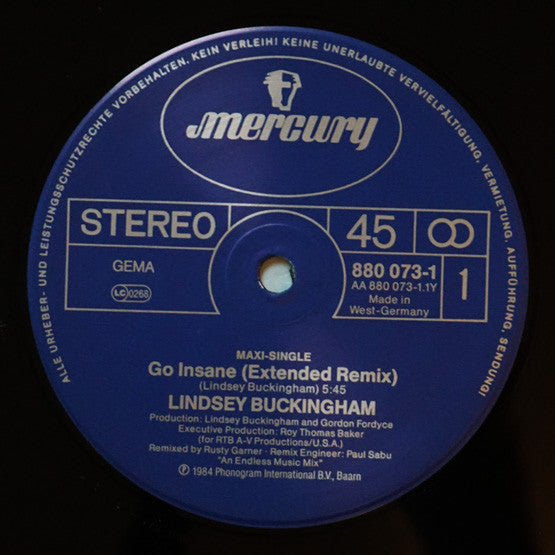 ALLE URHEBER- UND LEISTUNGSSCHUTZRECHTE VORBEHALTEN. KEIN VERLEIH! KEINE UNERLAUBTE VERVIELFÄLTIGUNG, VERMIETUNG, AUFFÜHRUNG, SENDUNG!
mercury
STEREO
45
GEMA
LC 0268
880 073-1
AA 880 073-1.1Y
Made in
West-Germany
1
MAXI-SINGLE
Go Insane (Extended Remix)
(Lindsey Buckingham) 5:45
LINDSEY BUCKINGHAM
Production: Lindsey Buckingham and Gordon Fordyce
Executive Production: Roy Thomas Baker
(for RTB A-V Productions/U.S.A.)
Remixed by Rusty Garner - Remix Engineer: Paul Sabu
"An Endless Music Mix"
℗ 1984 Phonogram International B.V., Baarn